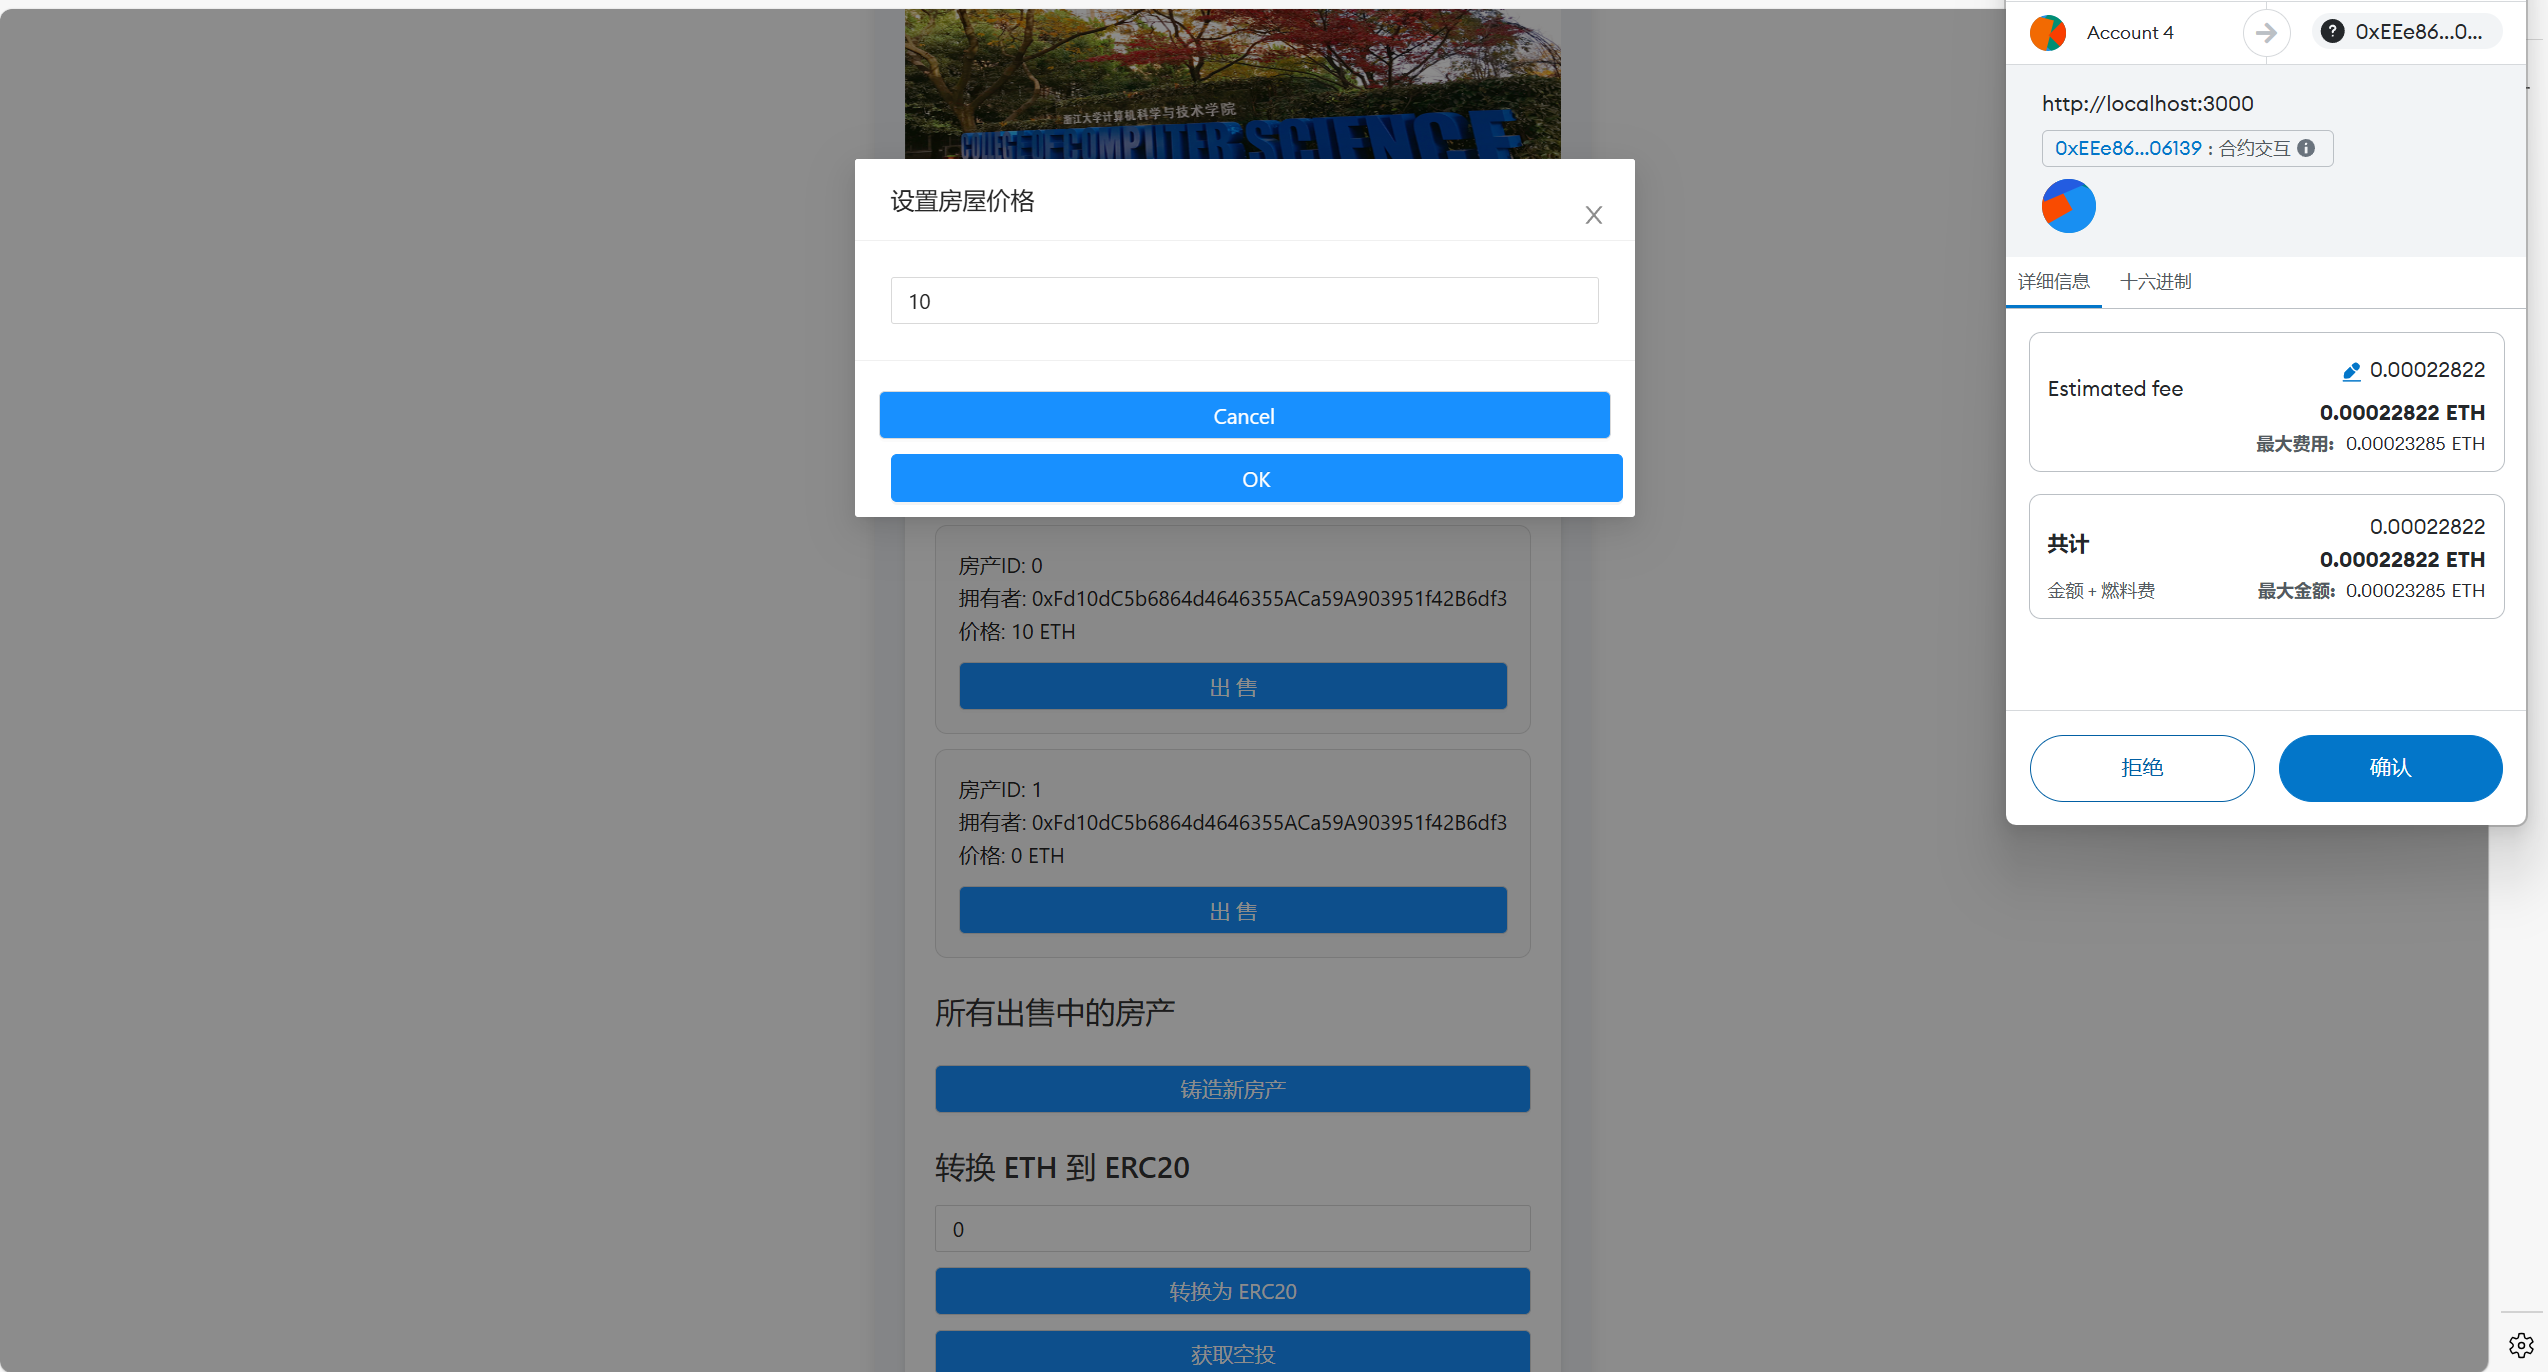 浙江大学计算机科学与技术学院
COLLEGE OF COMPUTER SCIENCE
设置房屋价格
10
Cancel
OK
房产ID: 0
拥有者: 0xFd10dC5b6864d4646355ACa59A903951f42B6df3
价格: 10 ETH
出 售
房产ID: 1
拥有者: 0xFd10dC5b6864d4646355ACa59A903951f42B6df3
价格: 0 ETH
出 售
所有出售中的房产
铸造新房产
转换 ETH 到 ERC20
0
转换为 ERC20
获取空投
Account 4
0xEEe86...0...
http://localhost:3000
0xEEe86...06139 : 合约交互
详细信息 十六进制
Estimated fee
0.00022822
0.00022822 ETH
最大费用: 0.00023285 ETH
共计
0.00022822
0.00022822 ETH
金额 + 燃料费
最大金额: 0.00023285 ETH
拒绝
确认